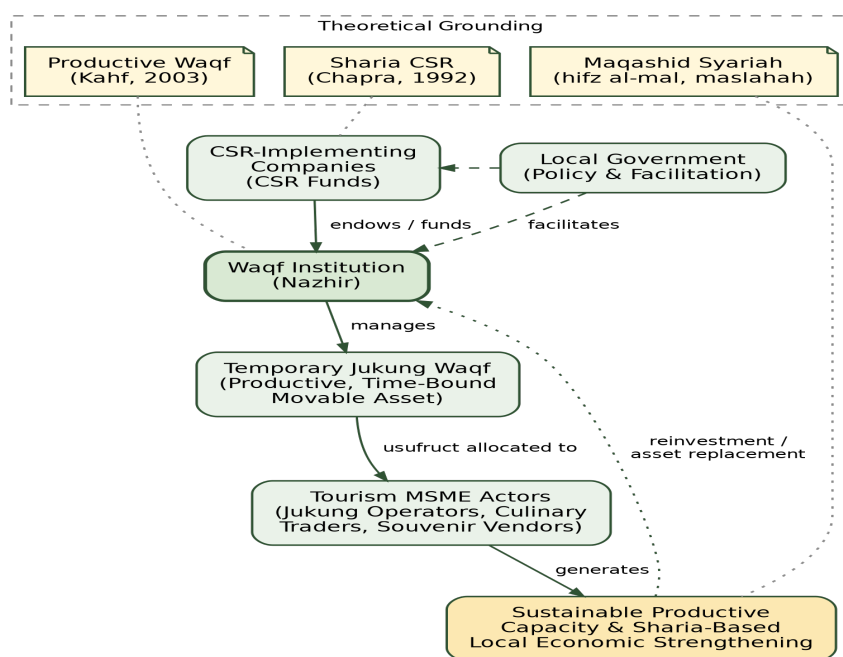 Theoretical Grounding
Productive Waqf
(Kahf, 2003)
Sharia CSR
(Chapra, 1992)
Maqashid Syariah
(hifz al-mal, maslahah)
CSR-Implementing
Companies
(CSR Funds)
Local Government
(Policy & Facilitation)
endows / funds
facilitates
Waqf Institution
(Nazhir)
manages
Temporary Jukung Waqf
(Productive, Time-Bound
Movable Asset)
usufruct allocated to
reinvestment /
asset replacement
Tourism MSME Actors
(Jukung Operators, Culinary
Traders, Souvenir Vendors)
generates
Sustainable Productive
Capacity & Sharia-Based
Local Economic Strengthening